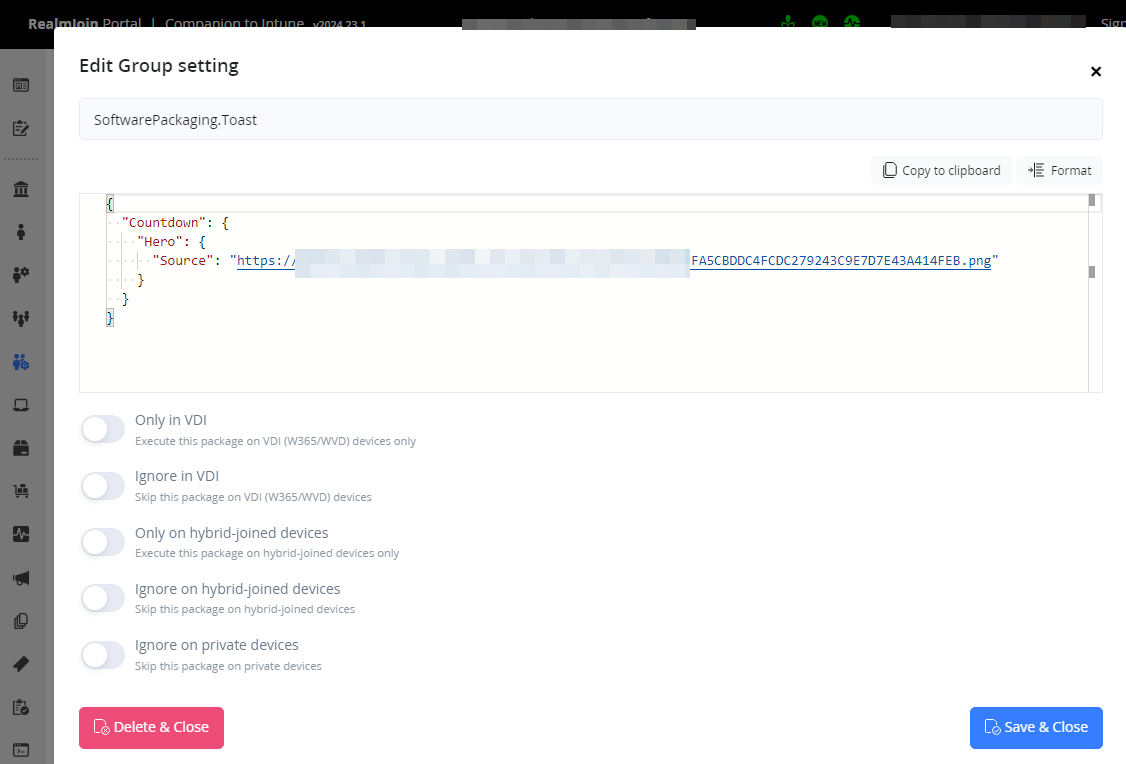 RealmJoin Portal | Companion to Intune v2024.23.1
Sign
Edit Group setting
SoftwarePackaging.Toast
Copy to clipboard Format
{
"Countdown": {
"Hero": {
"Source": "https://FA5CBDDC4FCDC279243C9E7D7E43A414FEB.png"
}
}
}
Only in VDI
Execute this package on VDI (W365/WVD) devices only
Ignore in VDI
Skip this package on VDI (W365/WVD) devices
Only on hybrid-joined devices
Execute this package on hybrid-joined devices only
Ignore on hybrid-joined devices
Skip this package on hybrid-joined devices
Ignore on private devices
Skip this package on private devices
Delete & Close
Save & Close